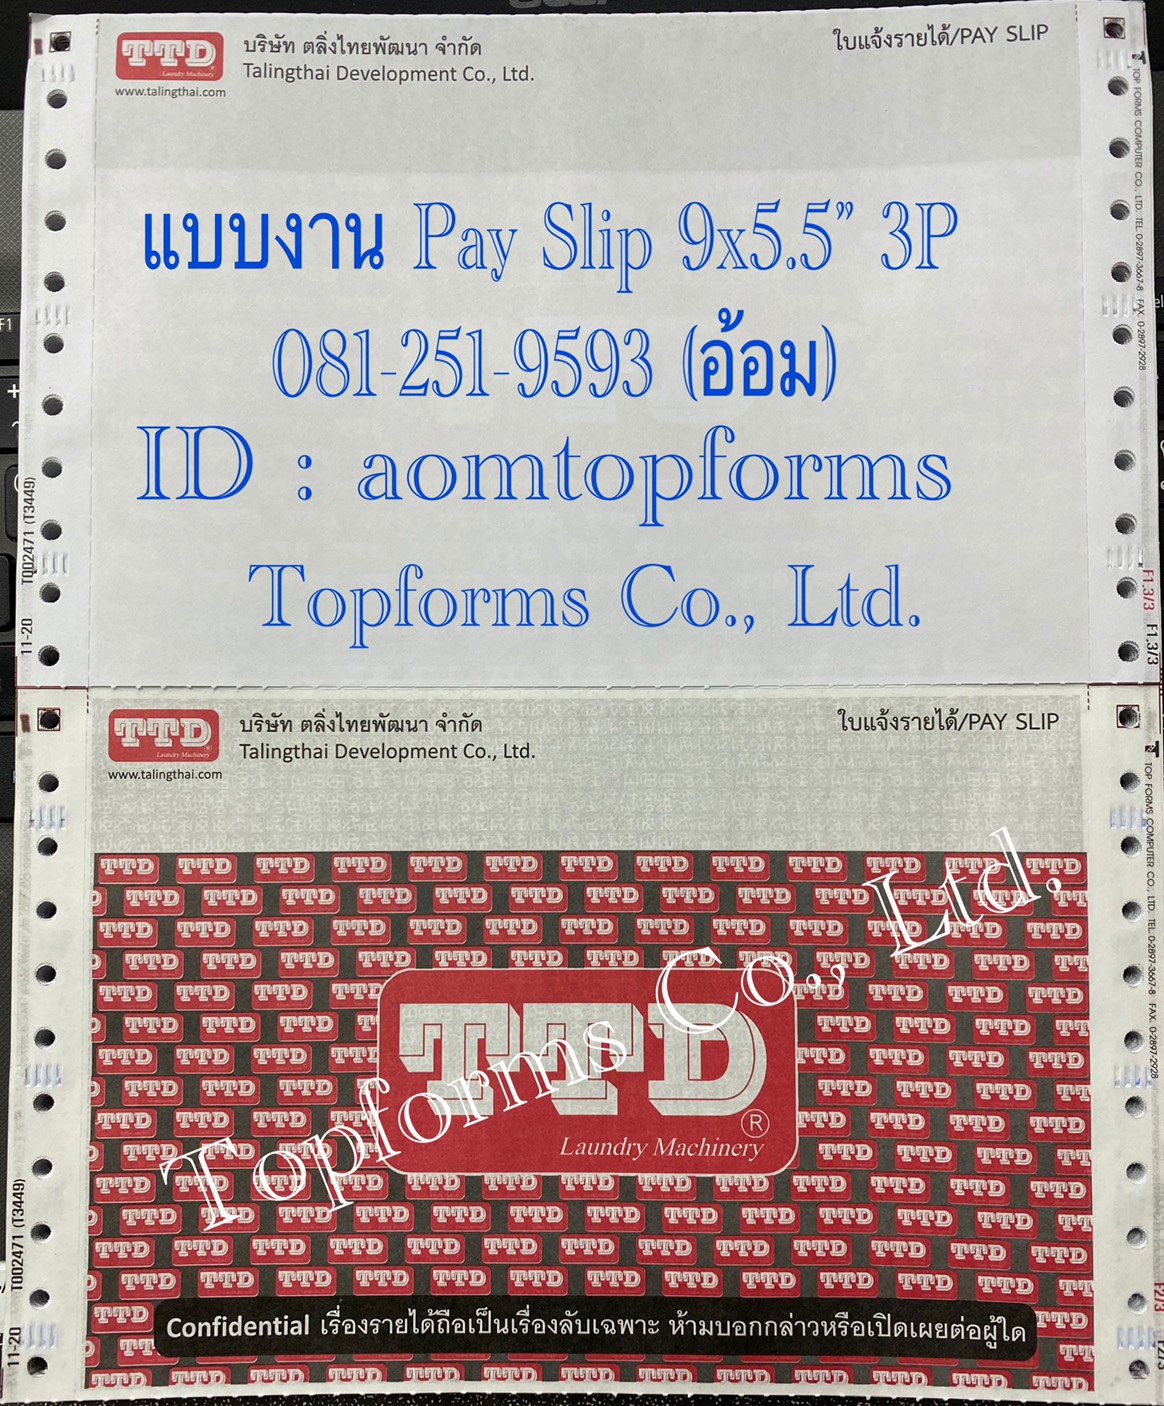 TTD
Laundry Machinery
www.talingthai.com
บริษัท ตลิ่งไทยพัฒนา จำกัด
Talingthai Development Co., Ltd.
ใบแจ้งรายได้/PAY SLIP
แบบงาน Pay Slip 9x5.5” 3P
081-251-9593 (อ้อม)
ID : aomtopforms
Topforms Co., Ltd.
TOP FORMS COMPUTER CO., LTD. TEL. 0-2897-3667-8 FAX. 0-2897-2928
11-20 T002471 (T3449)
F1.3/3 F1.3/3
TTD
Laundry Machinery
www.talingthai.com
บริษัท ตลิ่งไทยพัฒนา จำกัด
Talingthai Development Co., Ltd.
ใบแจ้งรายได้/PAY SLIP
TOP FORMS COMPUTER CO., LTD. TEL. 0-2897-3667-8 FAX. 0-2897-2928
TTD ®
Laundry Machinery
Topforms Co., Ltd.
Confidential เรื่องรายได้ถือเป็นเรื่องลับเฉพาะ ห้ามบอกกล่าวหรือเปิดเผยต่อผู้ใด
11-20 T002471 (T3449)